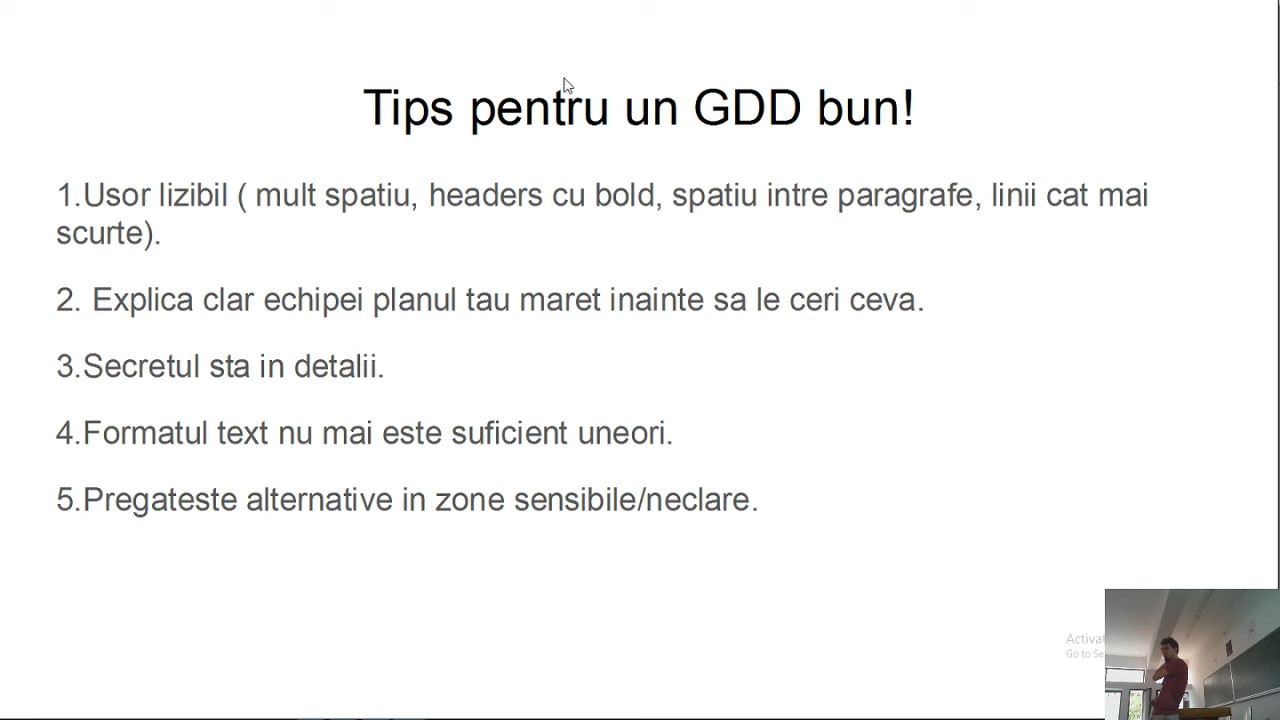 Tips pentru un GDD bun!
1.Usor lizibil ( mult spatiu, headers cu bold, spatiu intre paragrafe, linii cat mai
scurte).
2. Explica clar echipei planul tau maret inainte sa le ceri ceva.
3.Secretul sta in detalii.
4.Formatul text nu mai este suficient uneori.
5.Pregateste alternative in zone sensibile/neclare.
Activat
Go to Se